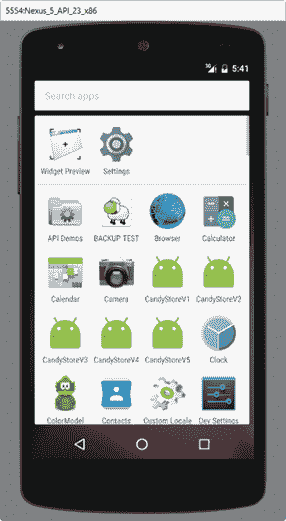 5554:Nexus_5_API_23_x86
5:41
Search apps
Widget Preview Settings
API Demos BACKUP TEST Browser Calculator
Calendar Camera CandyStoreV1 CandyStoreV2
CandyStoreV3 CandyStoreV4 CandyStoreV5 Clock
ColorModel Contacts Custom Locale Dev Settings